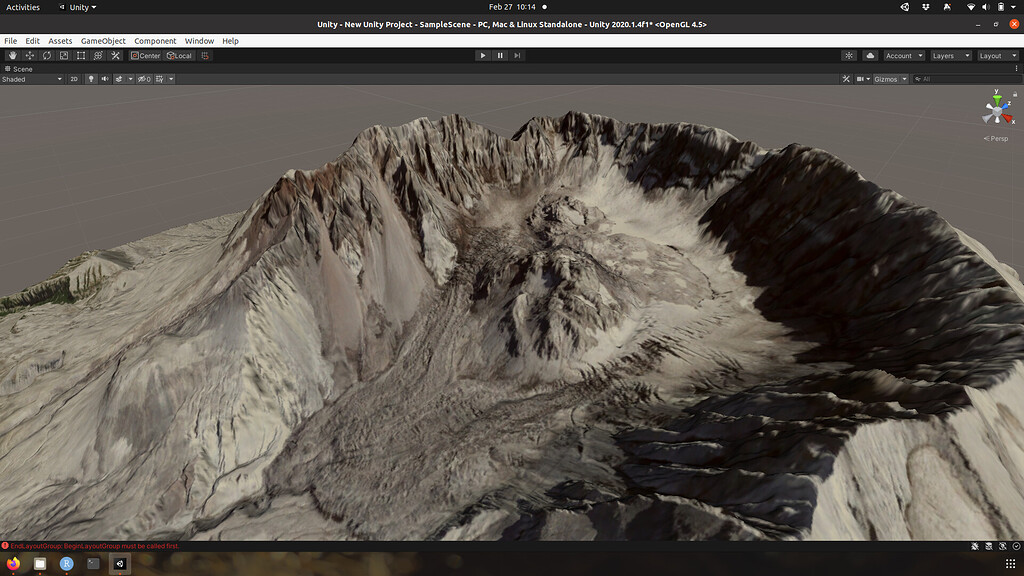 Activities Unity Feb 27 10:14
Unity - New Unity Project - SampleScene - PC, Mac & Linux Standalone - Unity 2020.1.4f1* <OpenGL 4.5>
File Edit Assets GameObject Component Window Help
Center Local Account Layers Layout
Scene
Shaded 2D 0 Gizmos All
y
z
x
Persp
EndLayoutGroup: BeginLayoutGroup must be called first.
R